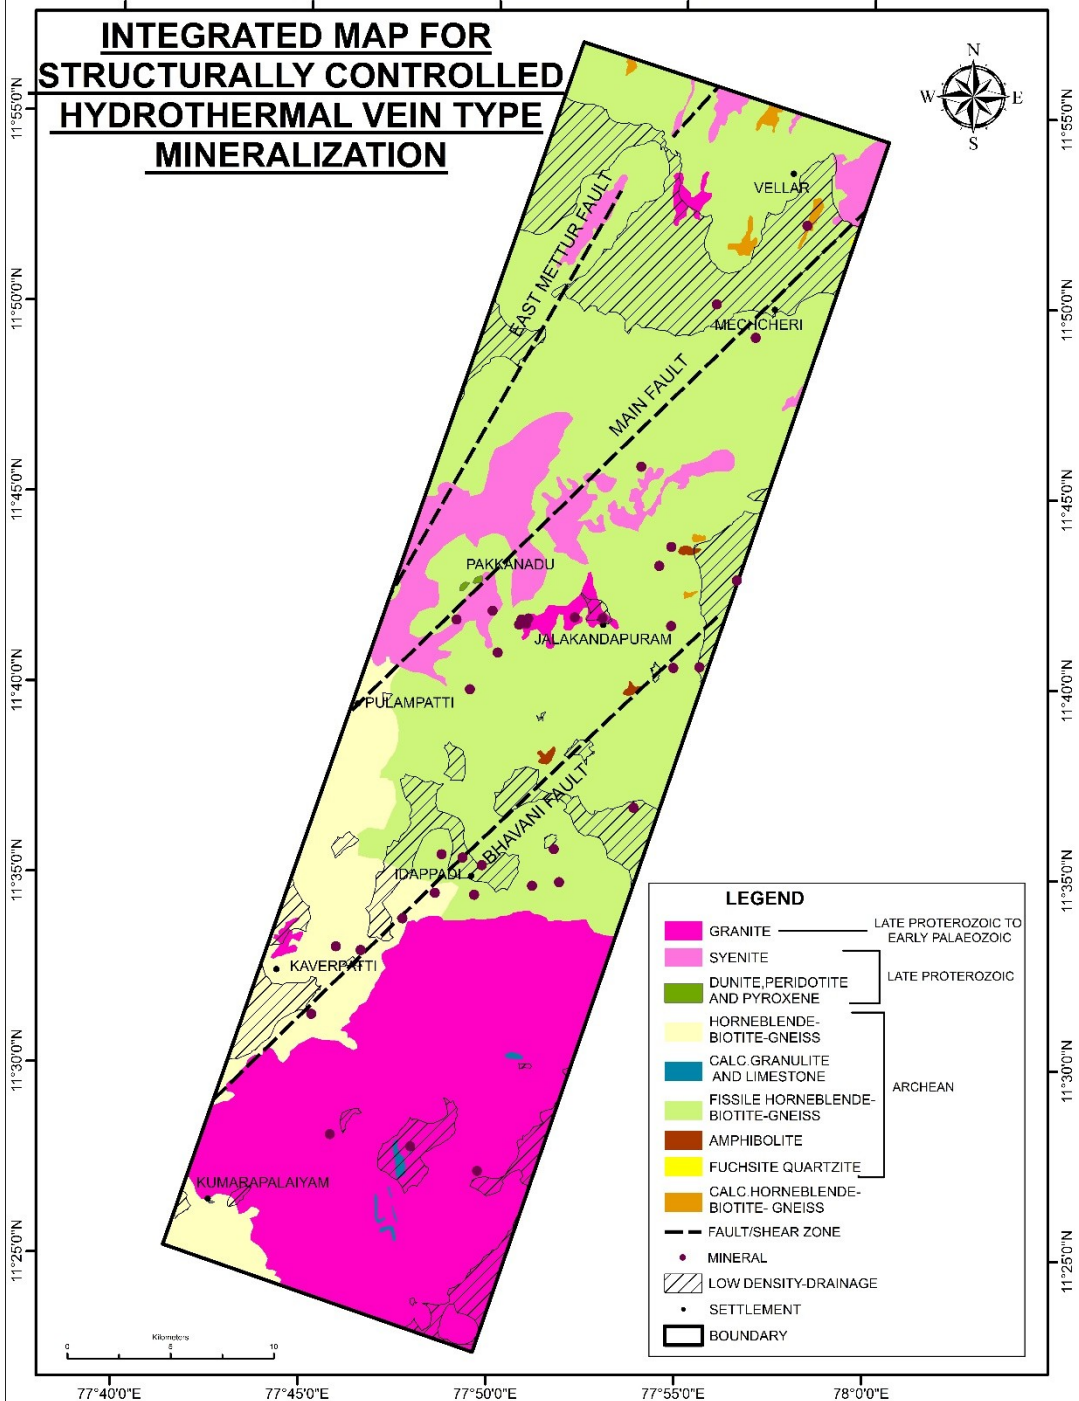 INTEGRATED MAP FOR
STRUCTURALLY CONTROLLED
HYDROTHERMAL VEIN TYPE
MINERALIZATION
N
W E
S
11°55'0"N
11°50'0"N
11°45'0"N
11°40'0"N
11°35'0"N
11°30'0"N
11°25'0"N
11°55'0"N
11°50'0"N
11°45'0"N
11°40'0"N
11°35'0"N
11°30'0"N
11°25'0"N
VELLAR
EAST METTUR FAULT
MECHCHERI
MAIN FAULT
PAKKANADU
JALAKANDAPURAM
PULAMPATTI
BHAVANI FAULT
IDAPPADI
KAVERPATTI
KUMARAPALAIYAM
LEGEND
GRANITE
LATE PROTEROZOIC TO
EARLY PALAEOZOIC
SYENITE
LATE PROTEROZOIC
DUNITE,PERIDOTITE
AND PYROXENE
HORNEBLENDE-
BIOTITE-GNEISS
CALC.GRANULITE
AND LIMESTONE
ARCHEAN
FISSILE HORNEBLENDE-
BIOTITE-GNEISS
AMPHIBOLITE
FUCHSITE QUARTZITE
CALC.HORNEBLENDE-
BIOTITE- GNEISS
FAULT/SHEAR ZONE
MINERAL
LOW DENSITY-DRAINAGE
SETTLEMENT
BOUNDARY
Kilometers
0 5 10
77°40'0"E
77°45'0"E
77°50'0"E
77°55'0"E
78°0'0"E